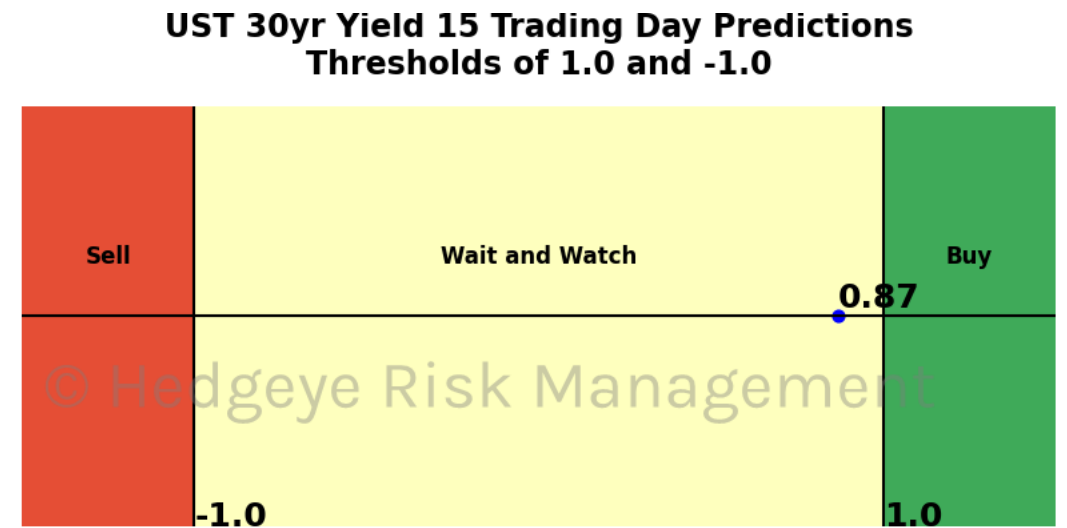 UST 30yr Yield 15 Trading Day Predictions
Thresholds of 1.0 and -1.0
Sell
Wait and Watch
Buy
0.87
© Hedgeye Risk Management
-1.0
1.0